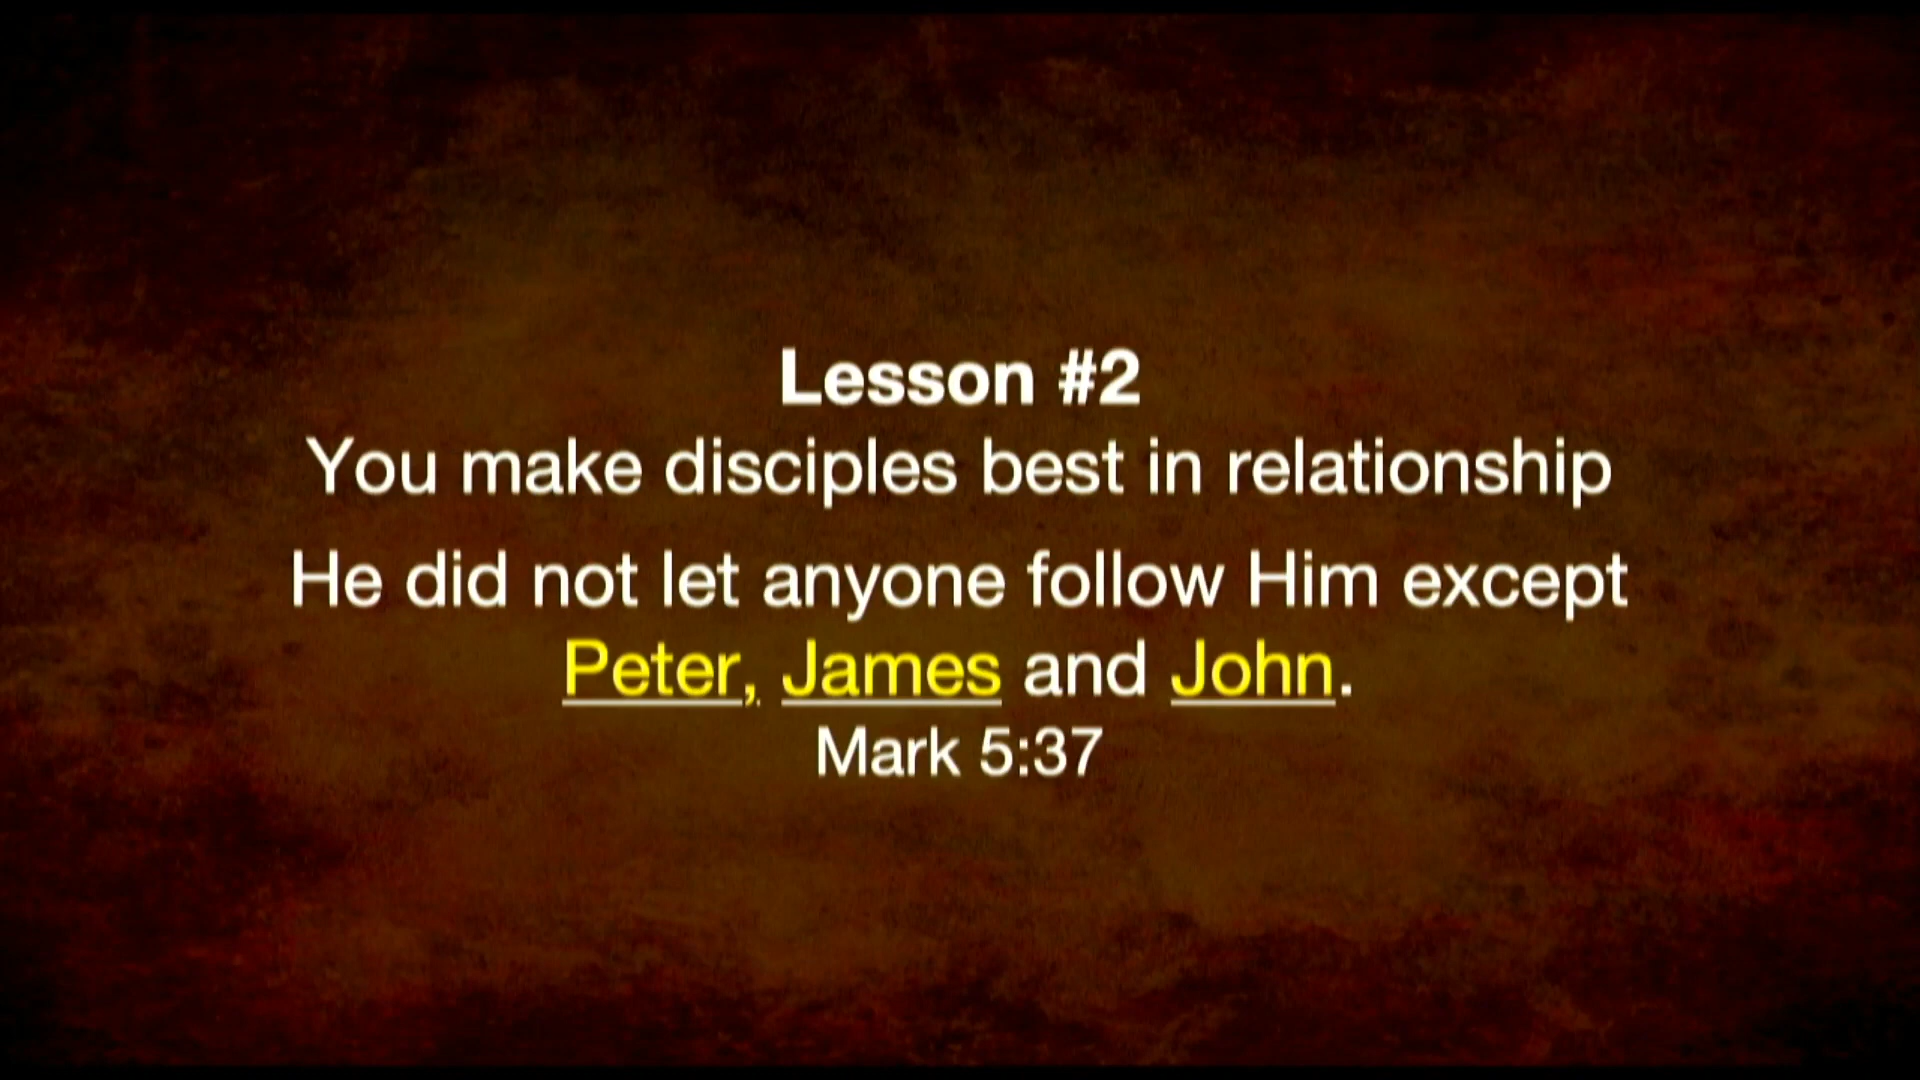 Lesson #2
You make disciples best in relationship
He did not let anyone follow Him except
Peter, James and John.
Mark 5:37